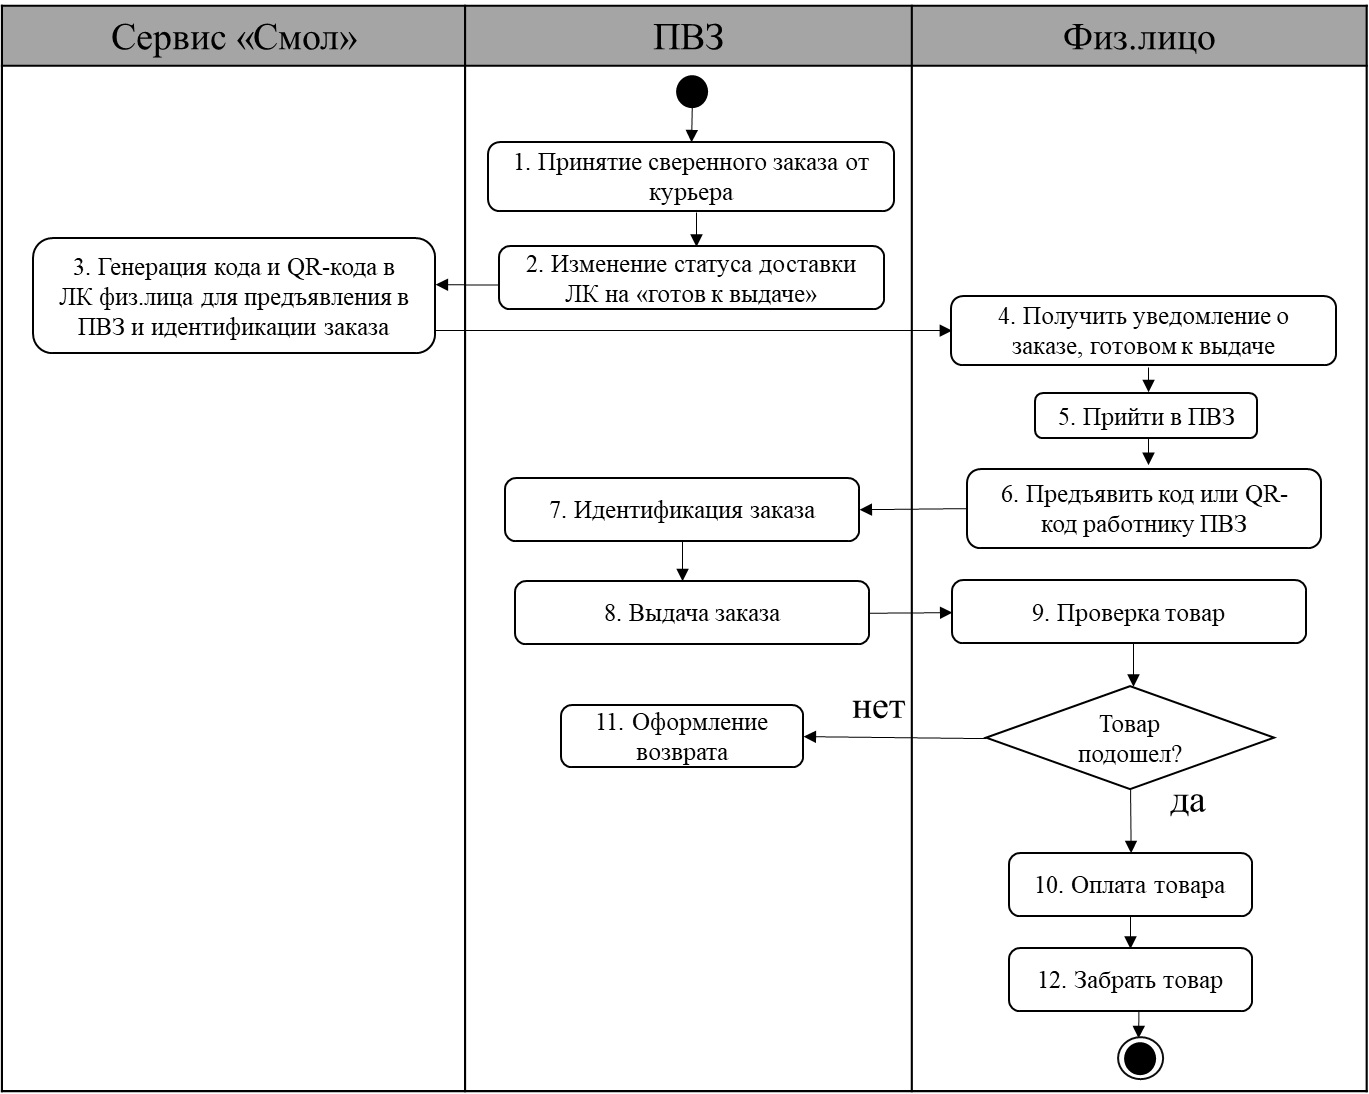 Сервис «Смол»
ПВЗ
Физ.лицо
1. Принятие сверенного заказа от
курьера
2. Изменение статуса доставки
ЛК на «готов к выдаче»
3. Генерация кода и QR-кода в
ЛК физ.лица для предъявления в
ПВЗ и идентификации заказа
4. Получить уведомление о
заказе, готовом к выдаче
5. Прийти в ПВЗ
6. Предъявить код или QR-
код работнику ПВЗ
7. Идентификация заказа
8. Выдача заказа
9. Проверка товар
Товар
подошел?
нет
11. Оформление
возврата
да
10. Оплата товара
12. Забрать товар